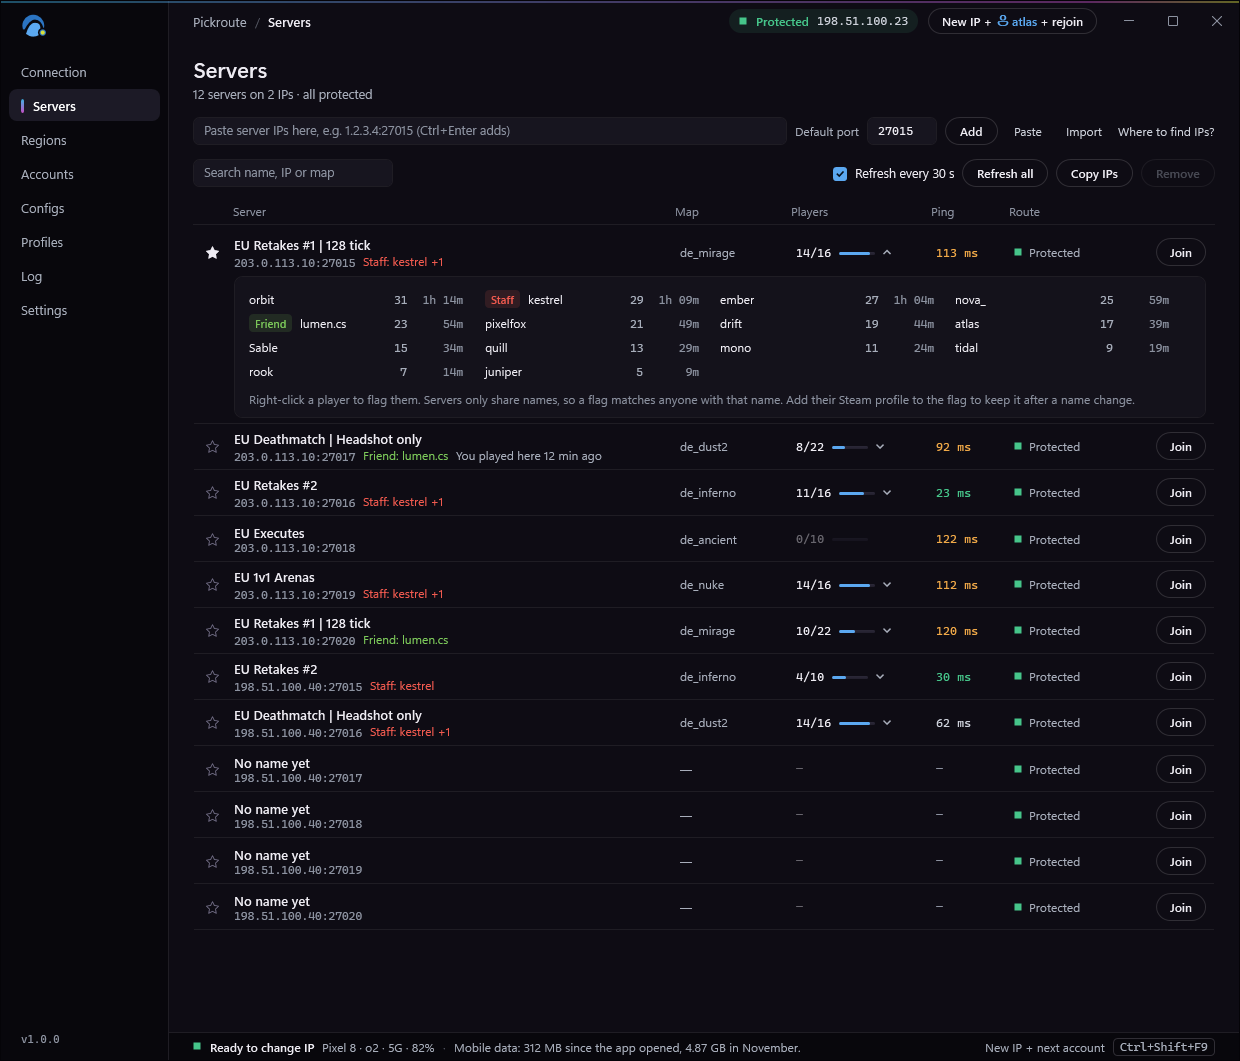 Pickroute / Servers
Protected 198.51.100.23
New IP + atlas + rejoin
Connection
Servers
Regions
Accounts
Configs
Profiles
Log
Settings
v1.0.0
Servers
12 servers on 2 IPs · all protected
Paste server IPs here, e.g. 1.2.3.4:27015 (Ctrl+Enter adds)
Default port 27015 Add Paste Import Where to find IPs?
Search name, IP or map
Refresh every 30 s Refresh all Copy IPs Remove
Server Map Players Ping Route
EU Retakes #1 | 128 tick
203.0.113.10:27015 Staff: kestrel +1
de_mirage 14/16 113 ms Protected Join
orbit 31 1h 14m Staff kestrel 29 1h 09m ember 27 1h 04m nova_ 25 59m
Friend lumen.cs 23 54m pixelfox 21 49m drift 19 44m atlas 17 39m
Sable 15 34m quill 13 29m mono 11 24m tidal 9 19m
rook 7 14m juniper 5 9m
Right-click a player to flag them. Servers only share names, so a flag matches anyone with that name. Add their Steam profile to the flag to keep it after a name change.
EU Deathmatch | Headshot only
203.0.113.10:27017 Friend: lumen.cs You played here 12 min ago
de_dust2 8/22 92 ms Protected Join
EU Retakes #2
203.0.113.10:27016 Staff: kestrel +1
de_inferno 11/16 23 ms Protected Join
EU Executes
203.0.113.10:27018
de_ancient 0/10 122 ms Protected Join
EU 1v1 Arenas
203.0.113.10:27019 Staff: kestrel +1
de_nuke 14/16 112 ms Protected Join
EU Retakes #1 | 128 tick
203.0.113.10:27020 Friend: lumen.cs
de_mirage 10/22 120 ms Protected Join
EU Retakes #2
198.51.100.40:27015 Staff: kestrel
de_inferno 4/10 30 ms Protected Join
EU Deathmatch | Headshot only
198.51.100.40:27016 Staff: kestrel +1
de_dust2 14/16 62 ms Protected Join
No name yet
198.51.100.40:27017
— – – Protected Join
No name yet
198.51.100.40:27018
— – – Protected Join
No name yet
198.51.100.40:27019
— – – Protected Join
No name yet
198.51.100.40:27020
— – – Protected Join
Ready to change IP Pixel 8 · o2 · 5G · 82% · Mobile data: 312 MB since the app opened, 4.87 GB in November.
New IP + next account Ctrl+Shift+F9